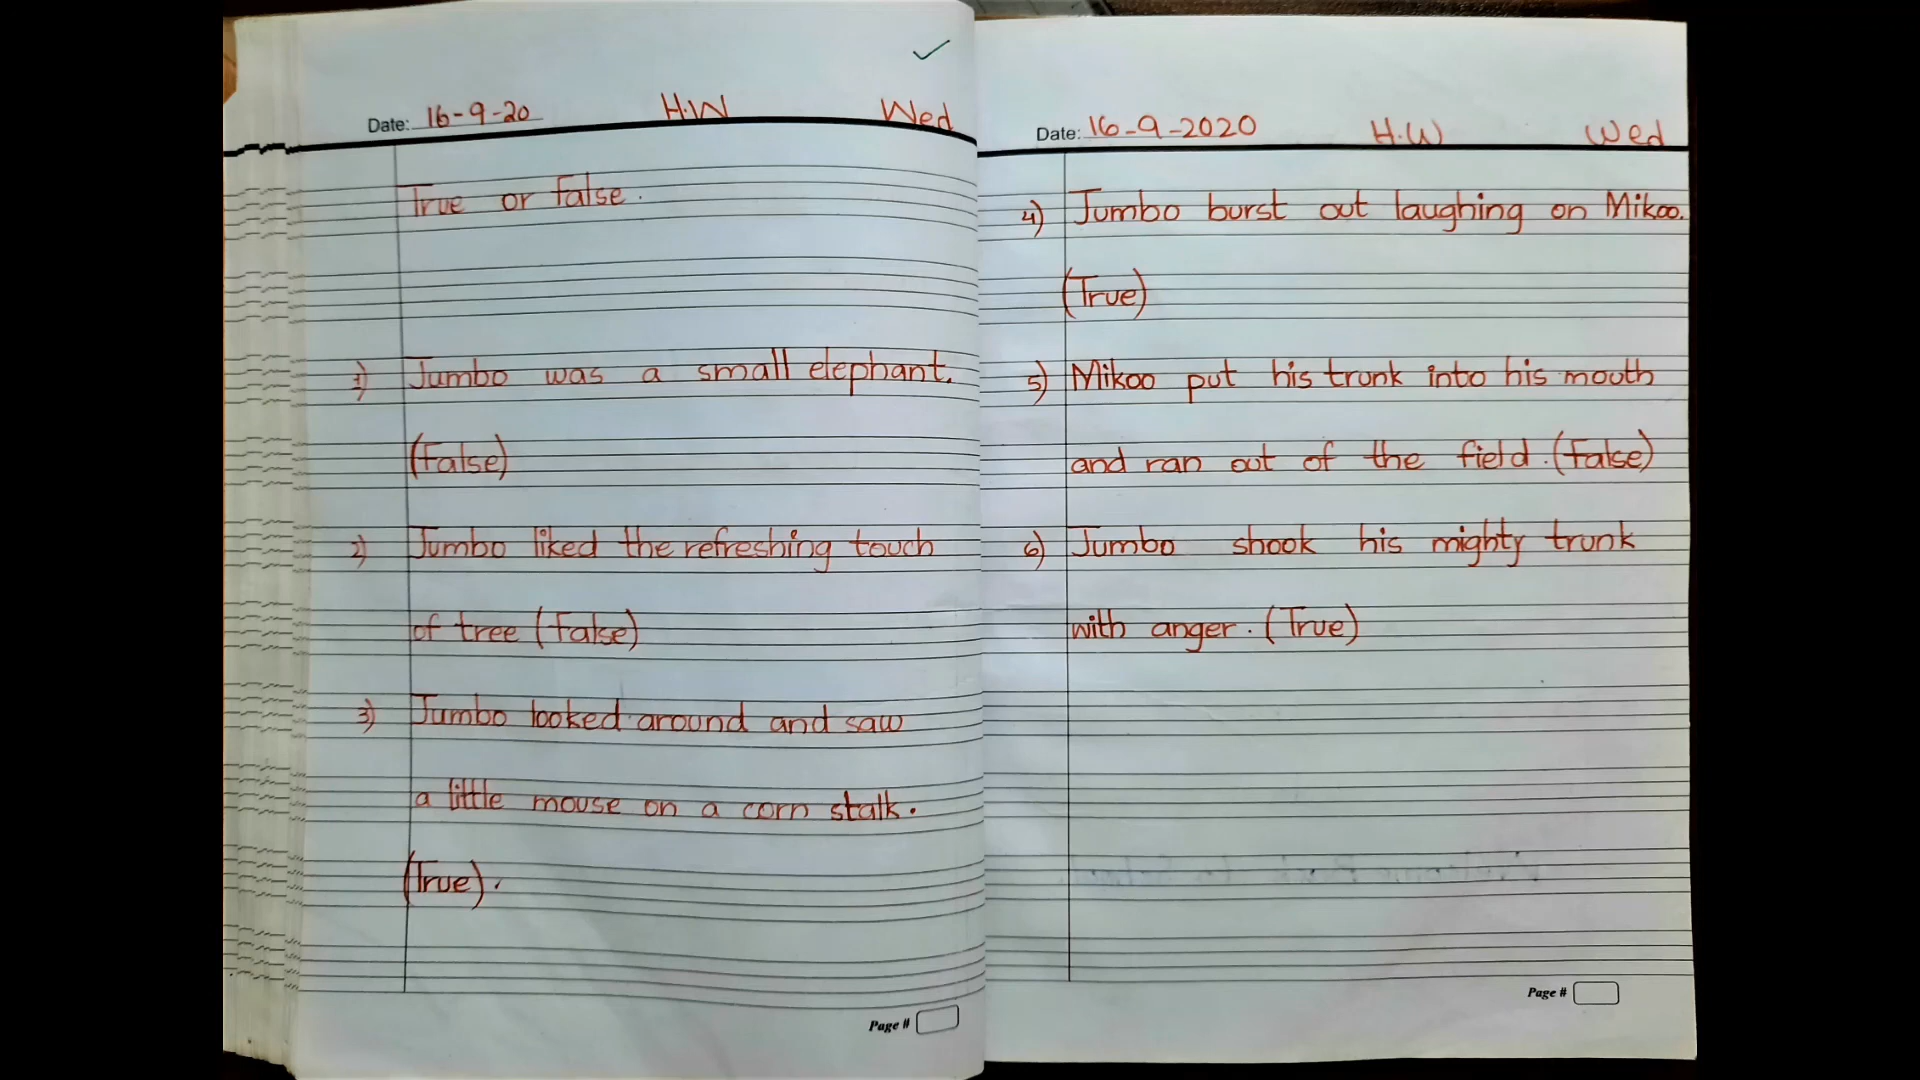 Date: 16-9-20 H.W Wed
True or false.
1) Jumbo was a small elephant.
(False)
2) Jumbo liked the refreshing touch
of tree (False)
3) Jumbo looked around and saw
a little mouse on a corn stalk.
(True).
Page #
Date: 16-9-2020 H.W Wed
4) Jumbo burst out laughing on Mikoo.
(True)
5) Mikoo put his trunk into his mouth
and ran out of the field. (False)
6) Jumbo shook his mighty trunk
with anger. (True)
Page #